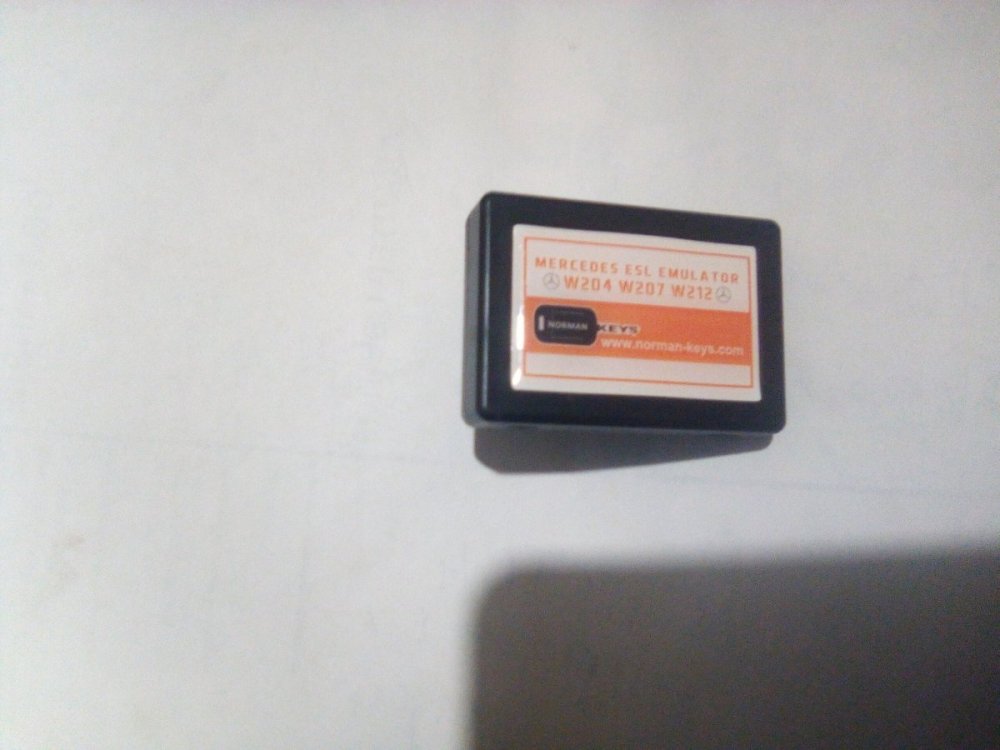 MERCEDES ESL EMULATOR
W204 W207 W212
NORMAN KEYS
www.norman-keys.com